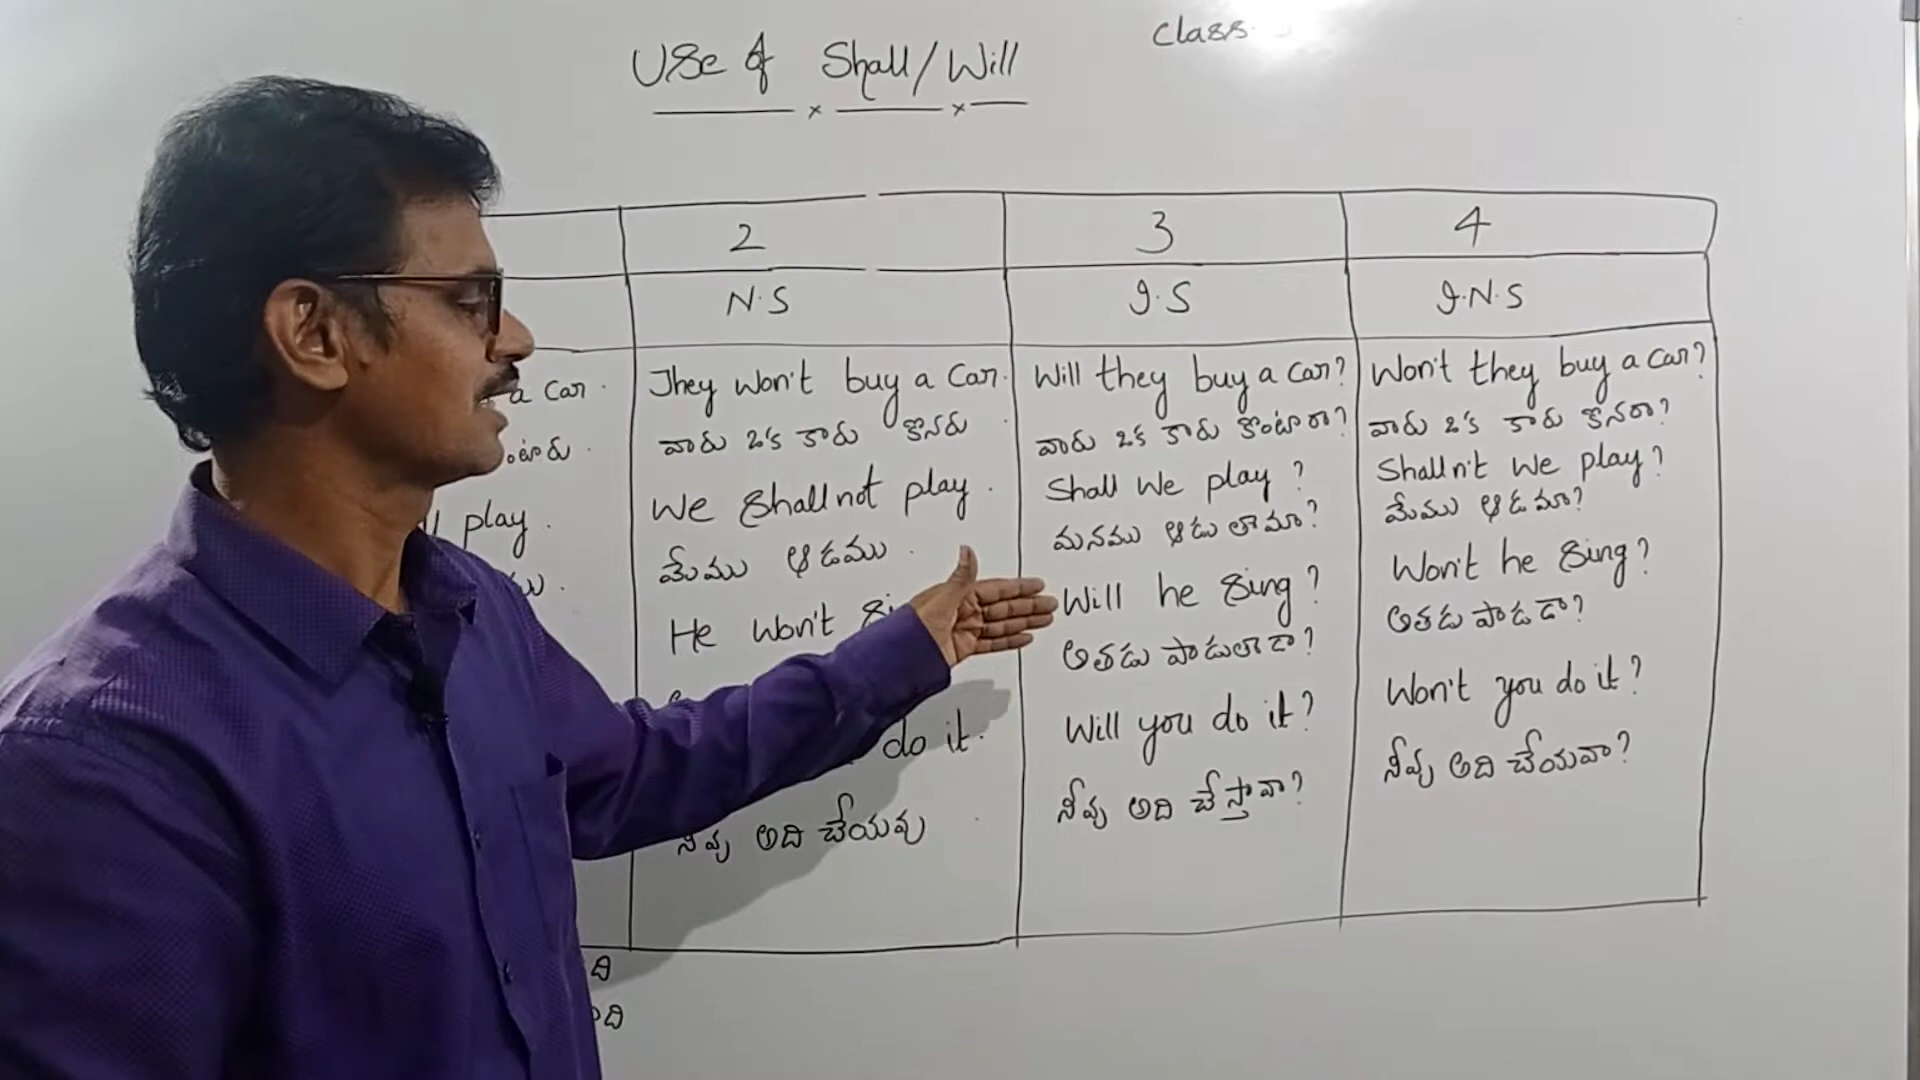 Class
Use of Shall/Will
2
3
4
N.S
I.S
I.N.S
a car.
play.
They won't buy a car.
వారు ఒక కారు కొనరు
We shall not play.
మేము ఆడము.
He won't
do it.
నీవు అది చేయవు
Will they buy a car?
వారు ఒక కారు కొంటారా?
Shall we play?
మనము ఆడుతామా?
Will he sing?
అతడు పాడుతాడా?
Will you do it?
నీవు అది చేస్తావా?
Won't they buy a car?
వారు ఒక కారు కొనరా?
Shalln't we play?
మేము ఆడమా?
Won't he sing?
అతడు పాడడా?
Won't you do it?
నీవు అది చేయవా?